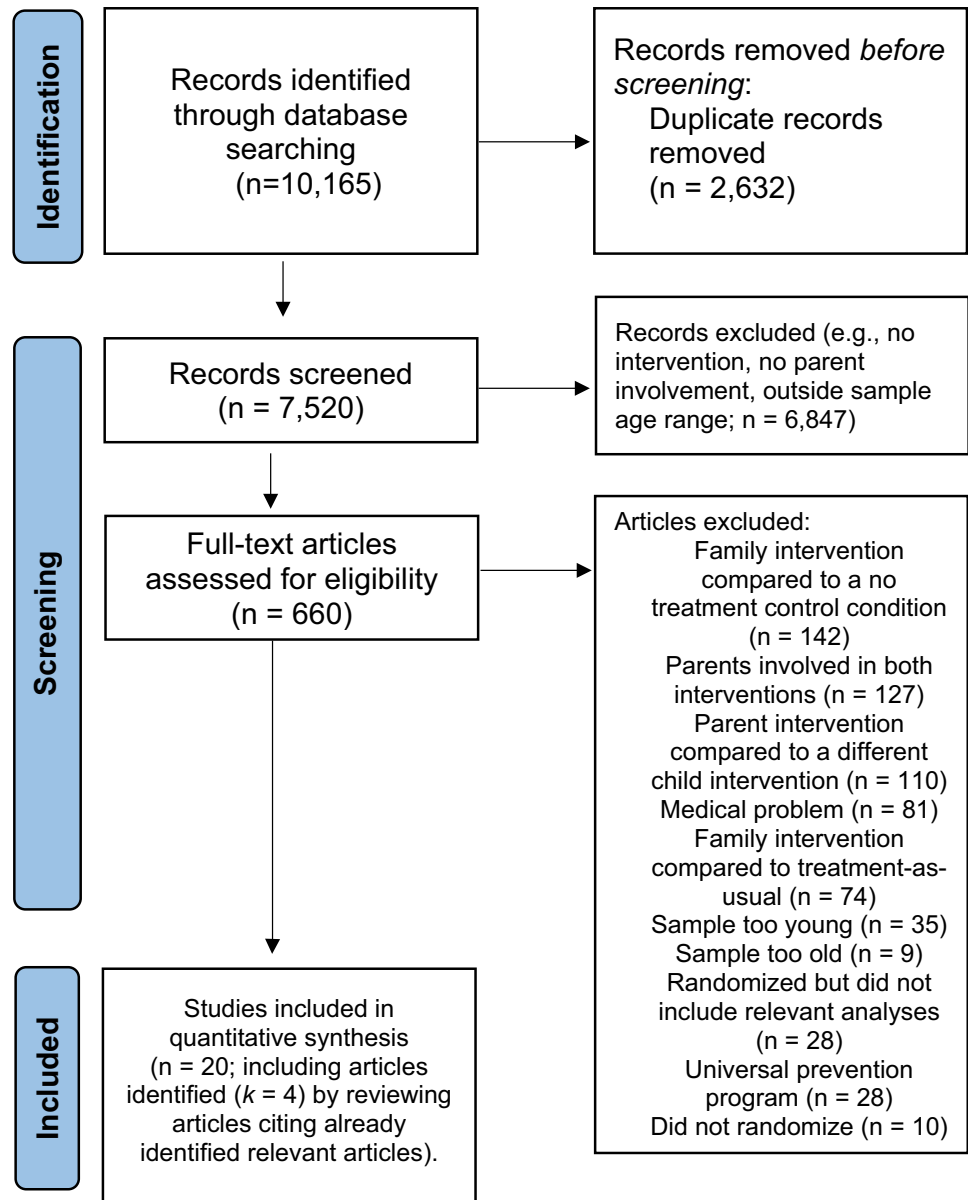 Identification
Records identified
through database
searching
(n=10,165)
Records removed before
screening:
Duplicate records
removed
(n = 2,632)
Screening
Records screened
(n = 7,520)
Records excluded (e.g., no
intervention, no parent
involvement, outside sample
age range; n = 6,847)
Full-text articles
assessed for eligibility
(n = 660)
Articles excluded:
Family intervention
compared to a no
treatment control condition
(n = 142)
Parents involved in both
interventions (n = 127)
Parent intervention
compared to a different
child intervention (n = 110)
Medical problem (n = 81)
Family intervention
compared to treatment-as-
usual (n = 74)
Sample too young (n = 35)
Sample too old (n = 9)
Randomized but did not
include relevant analyses
(n = 28)
Universal prevention
program (n = 28)
Did not randomize (n = 10)
Included
Studies included in
quantitative synthesis
(n = 20; including articles
identified (k = 4) by reviewing
articles citing already
identified relevant articles).